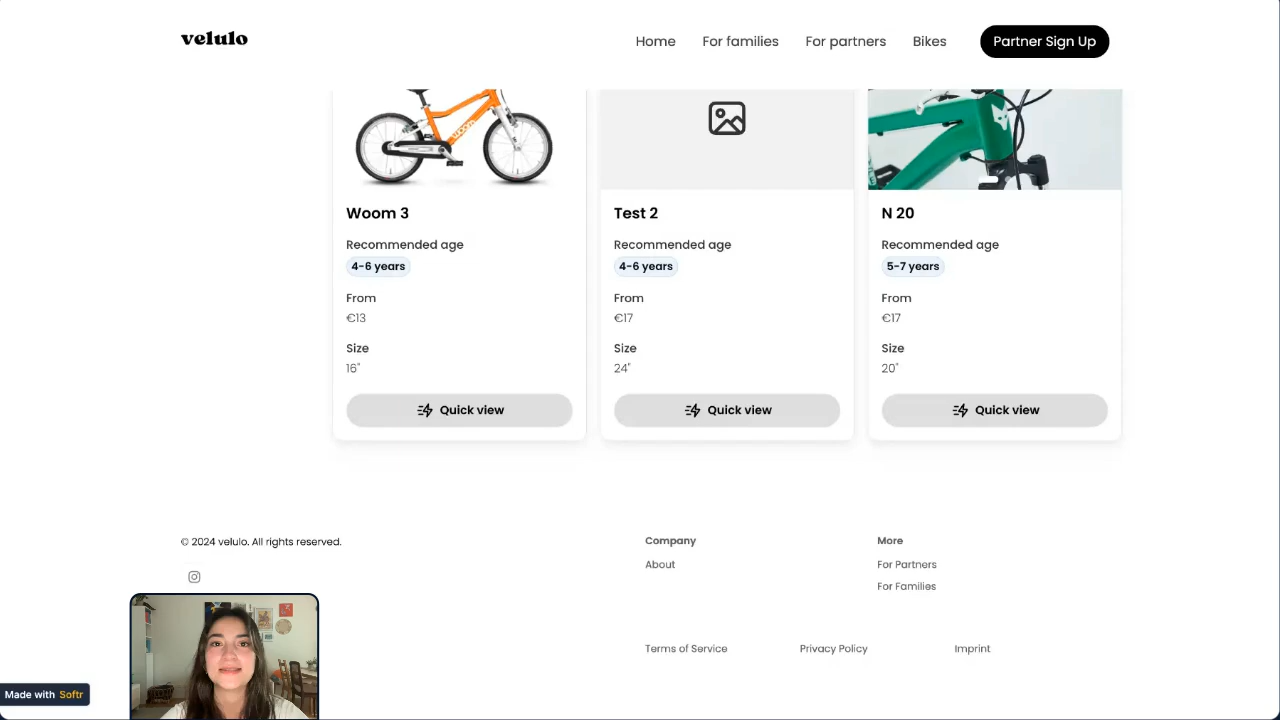 velulo
Home
For families
For partners
Bikes
Partner Sign Up
woom
Woom 3
Recommended age
4-6 years
From
€13
Size
16"
Quick view
Test 2
Recommended age
4-6 years
From
€17
Size
24"
Quick view
N 20
Recommended age
5-7 years
From
€17
Size
20"
Quick view
© 2024 velulo. All rights reserved.
Company
About
More
For Partners
For Families
Terms of Service
Privacy Policy
Imprint
Made with Softr